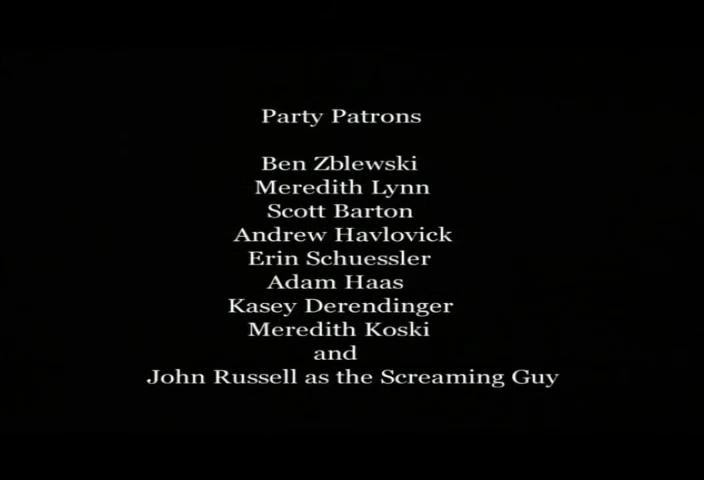 Party Patrons
Ben Zblewski
Meredith Lynn
Scott Barton
Andrew Havlovick
Erin Schuessler
Adam Haas
Kasey Derendinger
Meredith Koski
and
John Russell as the Screaming Guy